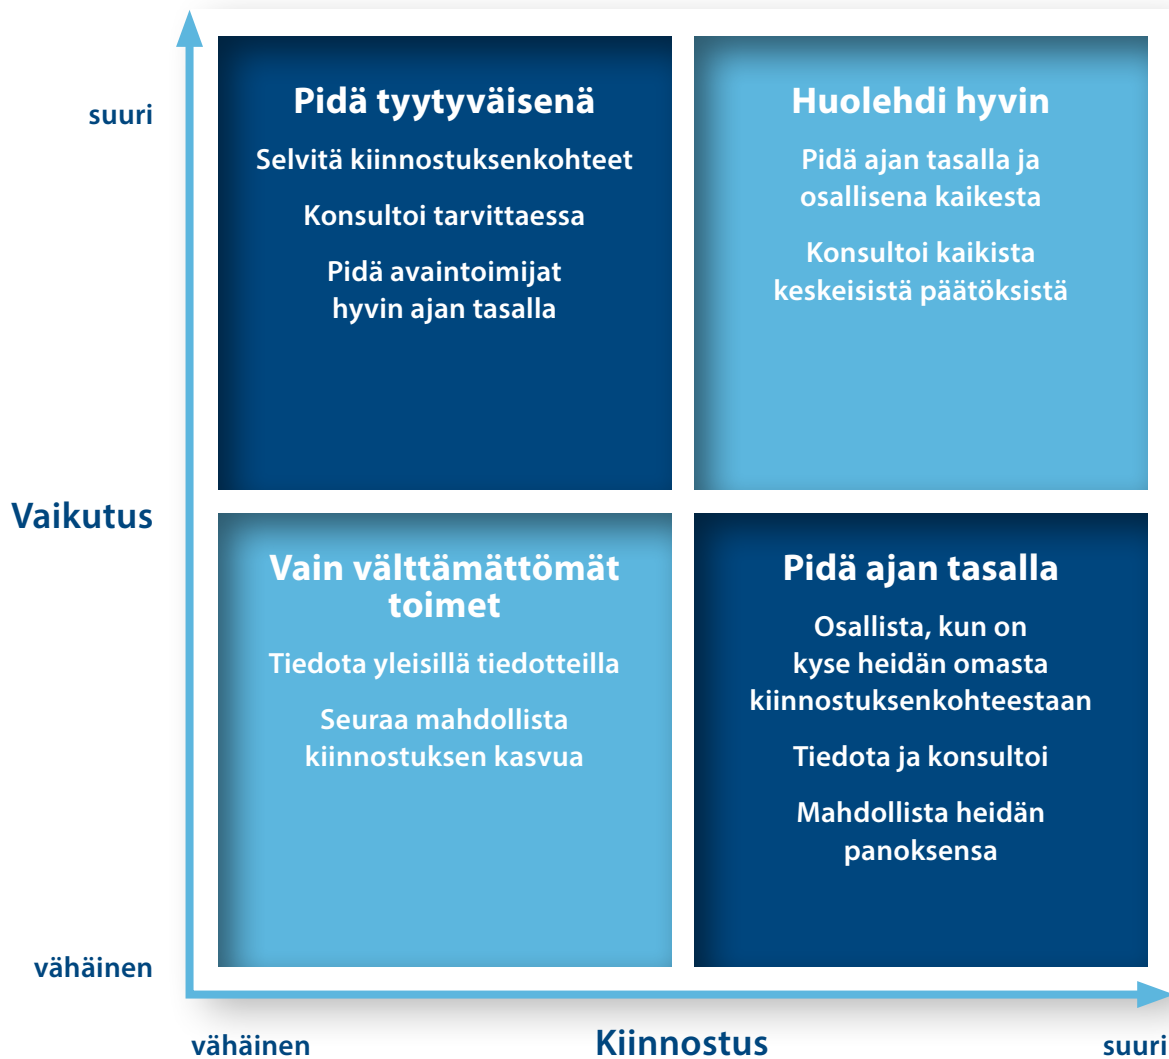 suuri
Pidä tyytyväisenä
Selvitä kiinnostuksenkohteet
Konsultoi tarvittaessa
Pidä avaintoimijat
hyvin ajan tasalla
Huolehdi hyvin
Pidä ajan tasalla ja
osallisena kaikesta
Konsultoi kaikista
keskeisistä päätöksistä
Vaikutus
Vain välttämättömät
toimet
Tiedota yleisillä tiedotteilla
Seuraa mahdollista
kiinnostuksen kasvua
Pidä ajan tasalla
Osallista, kun on
kyse heidän omasta
kiinnostuksenkohteestaan
Tiedota ja konsultoi
Mahdollista heidän
panoksensa
vähäinen
vähäinen
Kiinnostus
suuri